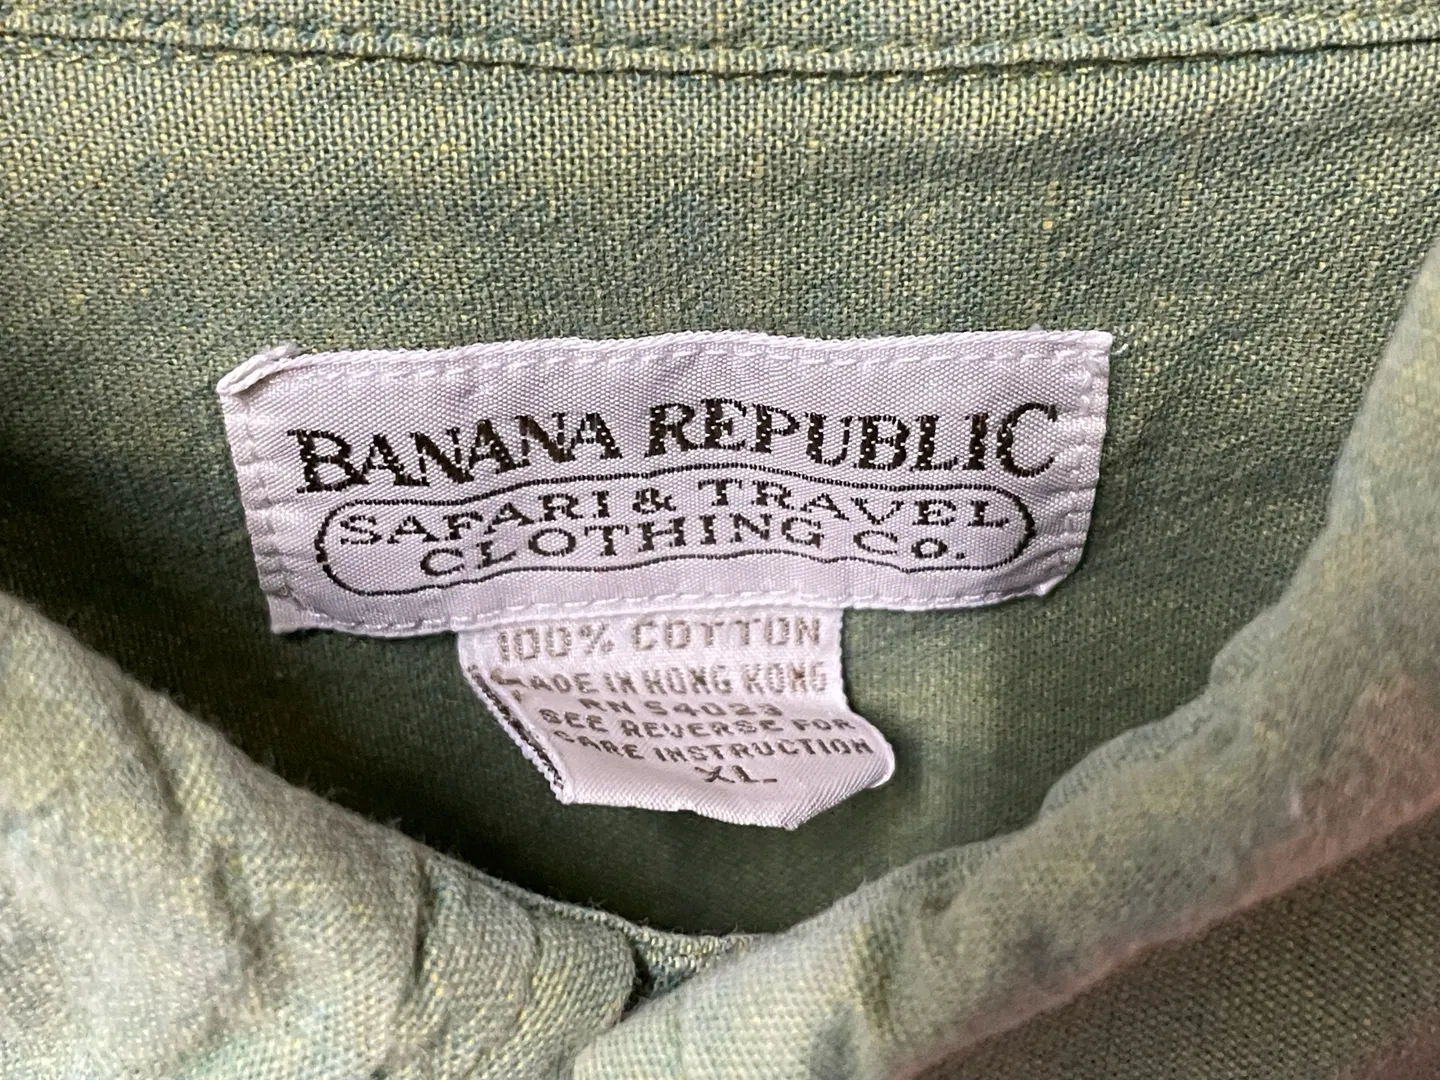 BANANA REPUBLIC
SAFARI & TRAVEL
CLOTHING Co.
100% COTTON
MADE IN HONG KONG
RN 54023
SEE REVERSE FOR
CARE INSTRUCTION
XL